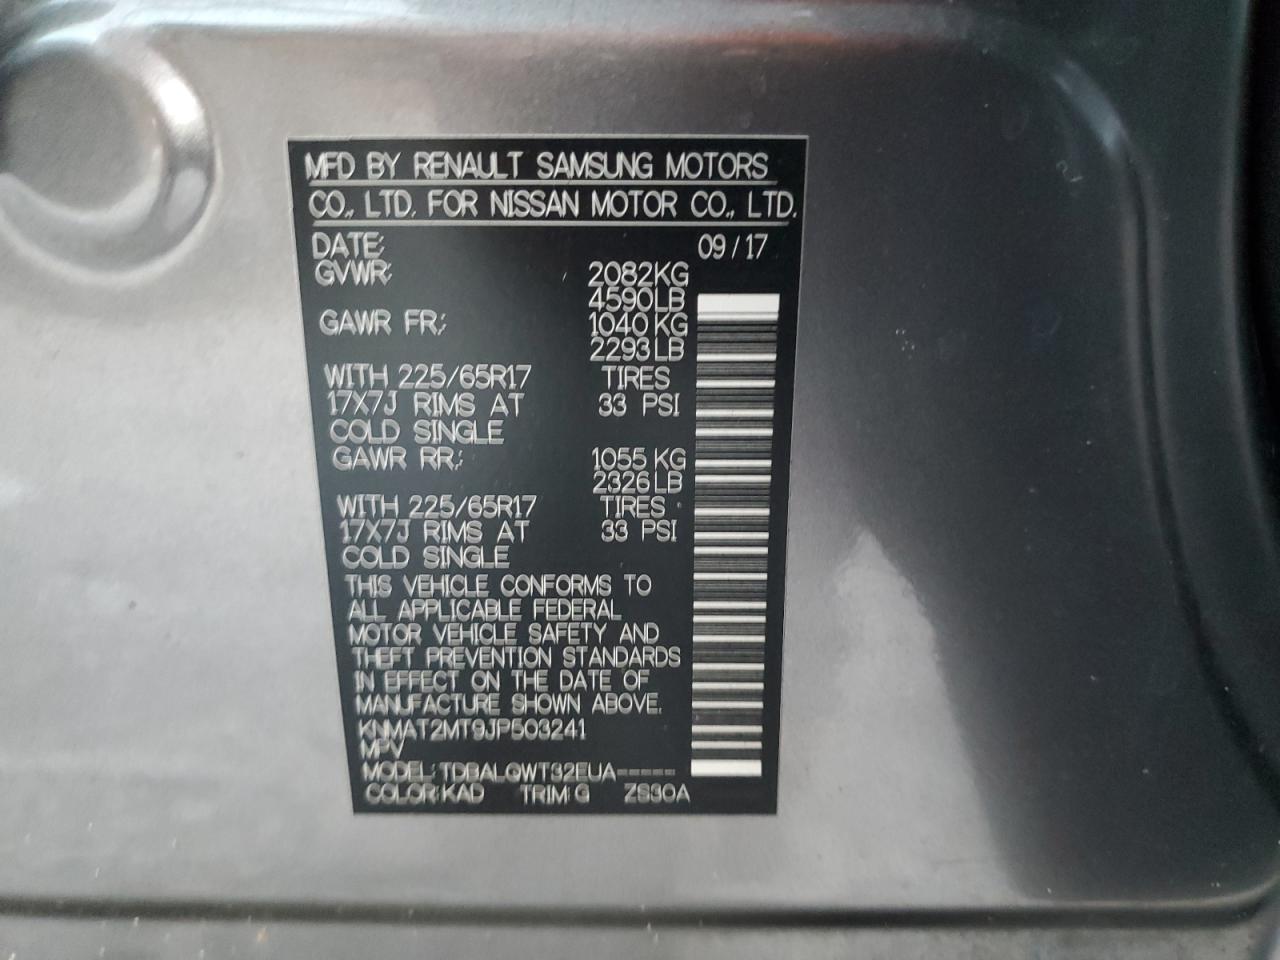 MFD BY RENAULT SAMSUNG MOTORS
CO., LTD. FOR NISSAN MOTOR CO., LTD.
DATE: 09/17
GVWR: 2082KG
4590LB
GAWR FR: 1040 KG
2293LB
WITH 225/65R17 TIRES
17X7J RIMS AT 33 PSI
COLD SINGLE
GAWR RR: 1055 KG
2326LB
WITH 225/65R17 TIRES
17X7J RIMS AT 33 PSI
COLD SINGLE
THIS VEHICLE CONFORMS TO
ALL APPLICABLE FEDERAL
MOTOR VEHICLE SAFETY AND
THEFT PREVENTION STANDARDS
IN EFFECT ON THE DATE OF
MANUFACTURE SHOWN ABOVE.
KNMAT2MT9JP503241
MPV
MODEL: TDBALQWT32EUA-----
COLOR:KAD TRIM:G ZS30A